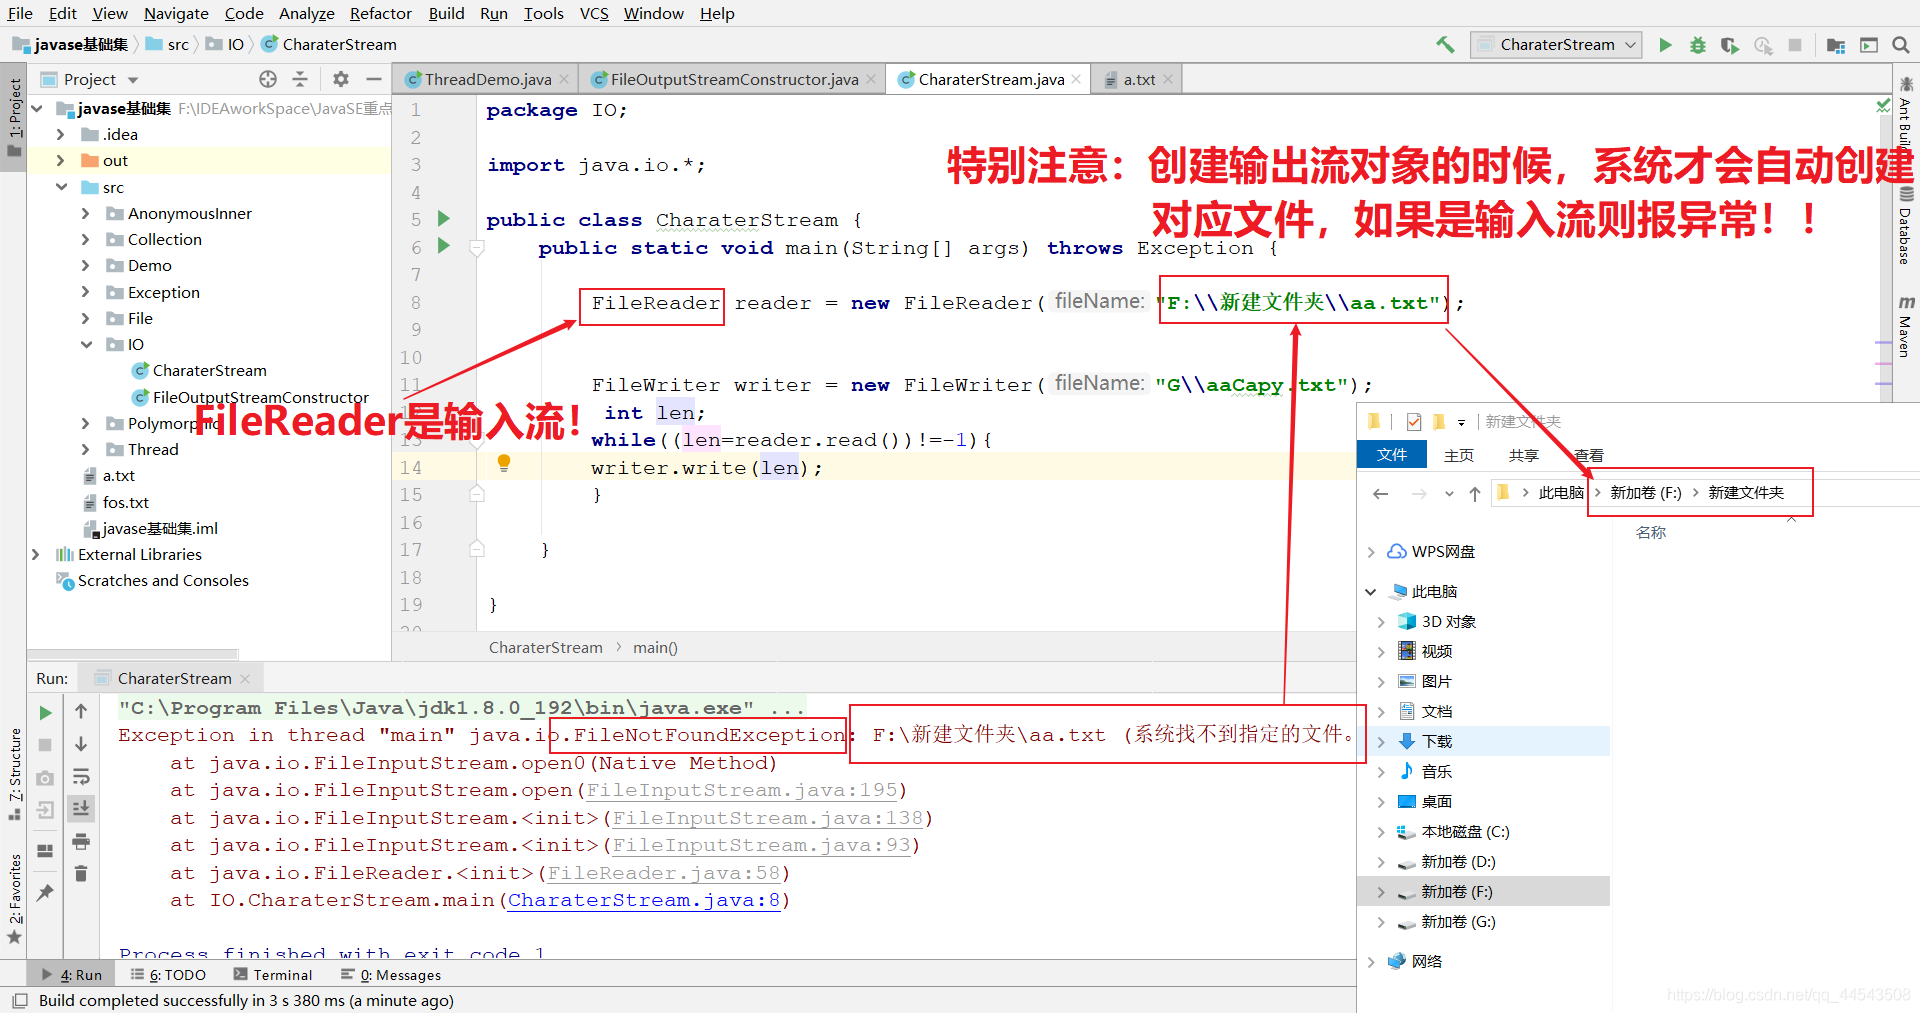 File Edit View Navigate Code Analyze Refactor Build Run Tools VCS Window Help
javase基础集 src IO CharaterStream
CharaterStream
Project
ThreadDemo.java FileOutputStreamConstructor.java CharaterStream.java a.txt
1: Project
javase基础集 F:\IDEAworkSpace\JavaSE重点
.idea
out
src
AnonymousInner
Collection
Demo
Exception
File
IO
CharaterStream
FileOutputStreamConstructor
Thread
a.txt
fos.txt
javase基础集.iml
External Libraries
Scratches and Consoles
1 package IO;
2
3 import java.io.*;
4
5 public class CharaterStream {
6 public static void main(String[] args) throws Exception {
7
8 FileReader reader = new FileReader( fileName: "F:\\新建文件夹\\aa.txt");
9
10
11 FileWriter writer = new FileWriter( fileName: "G\\aaCapy.txt");
int len;
13 while((len=reader.read())!=-1){
14 writer.write(len);
15 }
16
17 }
18
19 }
20
特别注意：创建输出流对象的时候，系统才会自动创建
对应文件，如果是输入流则报异常！！
FileReader是输入流！
Ant Build
Database
Maven
CharaterStream main()
Run: CharaterStream
"C:\Program Files\Java\jdk1.8.0_192\bin\java.exe" ...
Exception in thread "main" java.io.FileNotFoundException: F:\新建文件夹\aa.txt (系统找不到指定的文件。
at java.io.FileInputStream.open0(Native Method)
at java.io.FileInputStream.open(FileInputStream.java:195)
at java.io.FileInputStream.<init>(FileInputStream.java:138)
at java.io.FileInputStream.<init>(FileInputStream.java:93)
at java.io.FileReader.<init>(FileReader.java:58)
at IO.CharaterStream.main(CharaterStream.java:8)
Process finished with exit code 1
7: Structure
2: Favorites
4: Run 6: TODO Terminal 0: Messages
Build completed successfully in 3 s 380 ms (a minute ago)
新建文件夹
文件 主页 共享 查看
此电脑 新加卷 (F:) 新建文件夹
名称
WPS网盘
此电脑
3D 对象
视频
图片
文档
下载
音乐
桌面
本地磁盘 (C:)
新加卷 (D:)
新加卷 (F:)
新加卷 (G:)
网络
https://blog.csdn.net/qq_44543508